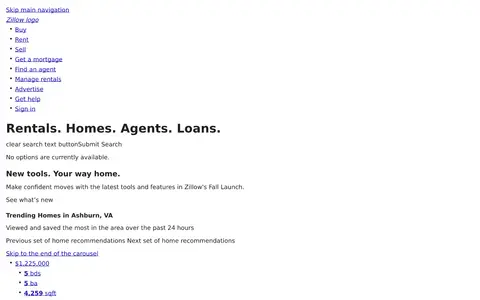 Skip main navigation
Zillow logo
Buy
Rent
Sell
Get a mortgage
Find an agent
Manage rentals
Advertise
Get help
Sign in
Rentals. Homes. Agents. Loans.
clear search text buttonSubmit Search
No options are currently available.
New tools. Your way home.
Make confident moves with the latest tools and features in Zillow's Fall Launch.
See what's new
Trending Homes in Ashburn, VA
Viewed and saved the most in the area over the past 24 hours
Previous set of home recommendations Next set of home recommendations
Skip to the end of the carousel
$1,225,000
5 bds
5 ba
4,259 sqft